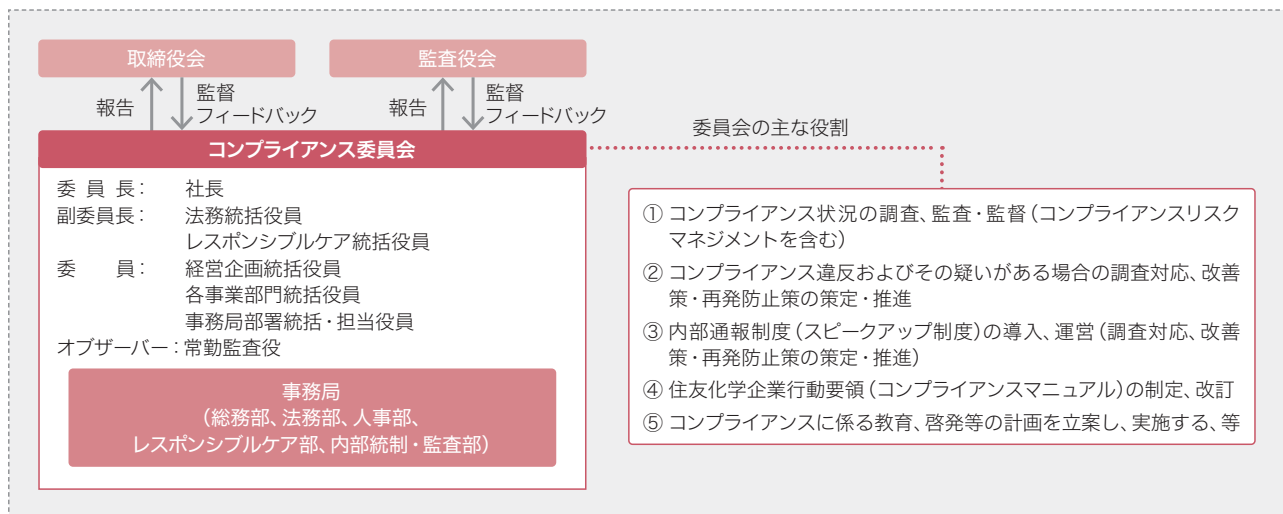 取締役会
監査役会
報告
監督
フィードバック
報告
監督
フィードバック
コンプライアンス委員会
委員長： 社長
副委員長： 法務統括役員
レスポンシブルケア統括役員
委員： 経営企画統括役員
各事業部門統括役員
事務局部署統括・担当役員
オブザーバー：常勤監査役
事務局
（総務部、法務部、人事部、
レスポンシブルケア部、内部統制・監査部）
委員会の主な役割
① コンプライアンス状況の調査、監査・監督（コンプライアンスリスク
マネジメントを含む）
② コンプライアンス違反およびその疑いがある場合の調査対応、改善
策・再発防止策の策定・推進
③ 内部通報制度（スピークアップ制度）の導入、運営（調査対応、改善
策・再発防止策の策定・推進）
④ 住友化学企業行動要領（コンプライアンスマニュアル）の制定、改訂
⑤ コンプライアンスに係る教育、啓発等の計画を立案し、実施する、等